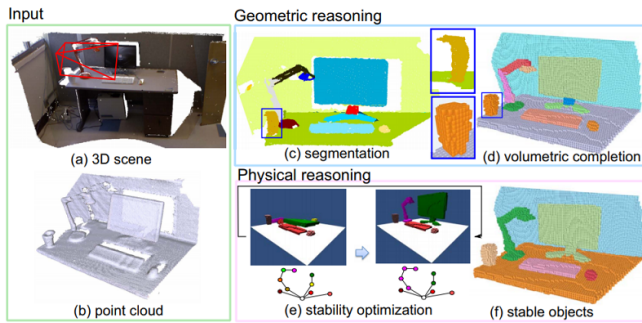 Input
Geometric reasoning
(a) 3D scene
(c) segmentation
(d) volumetric completion
Physical reasoning
(b) point cloud
(e) stability optimization
(f) stable objects